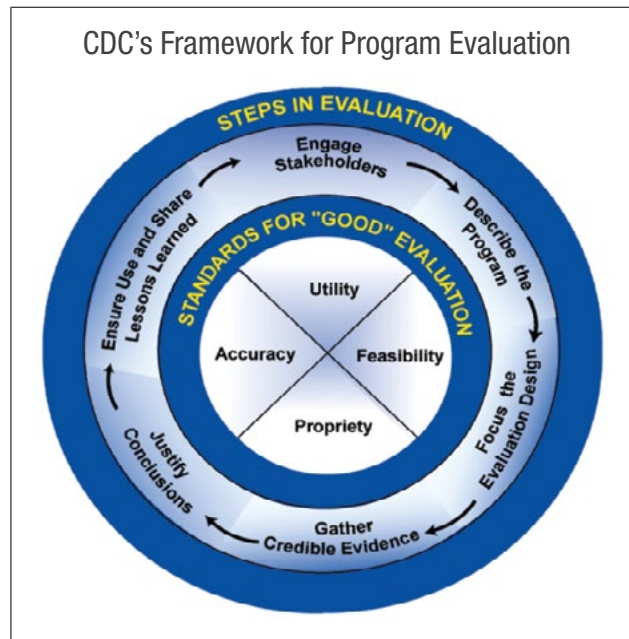 CDC's Framework for Program Evaluation
STEPS IN EVALUATION
Engage
Stakeholders
Describe the
Program
Focus the
Evaluation Design
Gather
Credible Evidence
Justify
Conclusions
Ensure Use and Share
Lessons Learned
STANDARDS FOR "GOOD" EVALUATION
Utility
Accuracy
Feasibility
Propriety